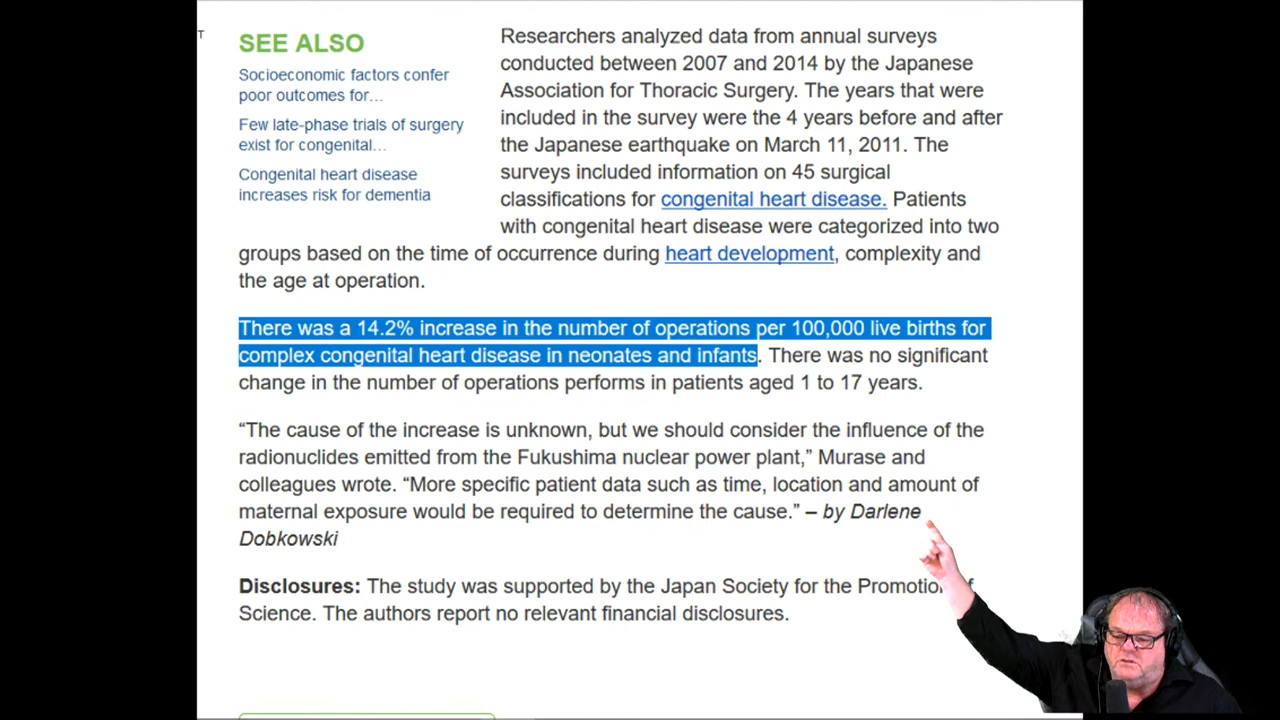 T
SEE ALSO
Socioeconomic factors confer
poor outcomes for…
Few late-phase trials of surgery
exist for congenital…
Congenital heart disease
increases risk for dementia
Researchers analyzed data from annual surveys
conducted between 2007 and 2014 by the Japanese
Association for Thoracic Surgery. The years that were
included in the survey were the 4 years before and after
the Japanese earthquake on March 11, 2011. The
surveys included information on 45 surgical
classifications for congenital heart disease. Patients
with congenital heart disease were categorized into two
groups based on the time of occurrence during heart development, complexity and
the age at operation.
There was a 14.2% increase in the number of operations per 100,000 live births for
complex congenital heart disease in neonates and infants. There was no significant
change in the number of operations performs in patients aged 1 to 17 years.
“The cause of the increase is unknown, but we should consider the influence of the
radionuclides emitted from the Fukushima nuclear power plant,” Murase and
colleagues wrote. “More specific patient data such as time, location and amount of
maternal exposure would be required to determine the cause.” – by Darlene
Dobkowski
Disclosures: The study was supported by the Japan Society for the Promotion of
Science. The authors report no relevant financial disclosures.